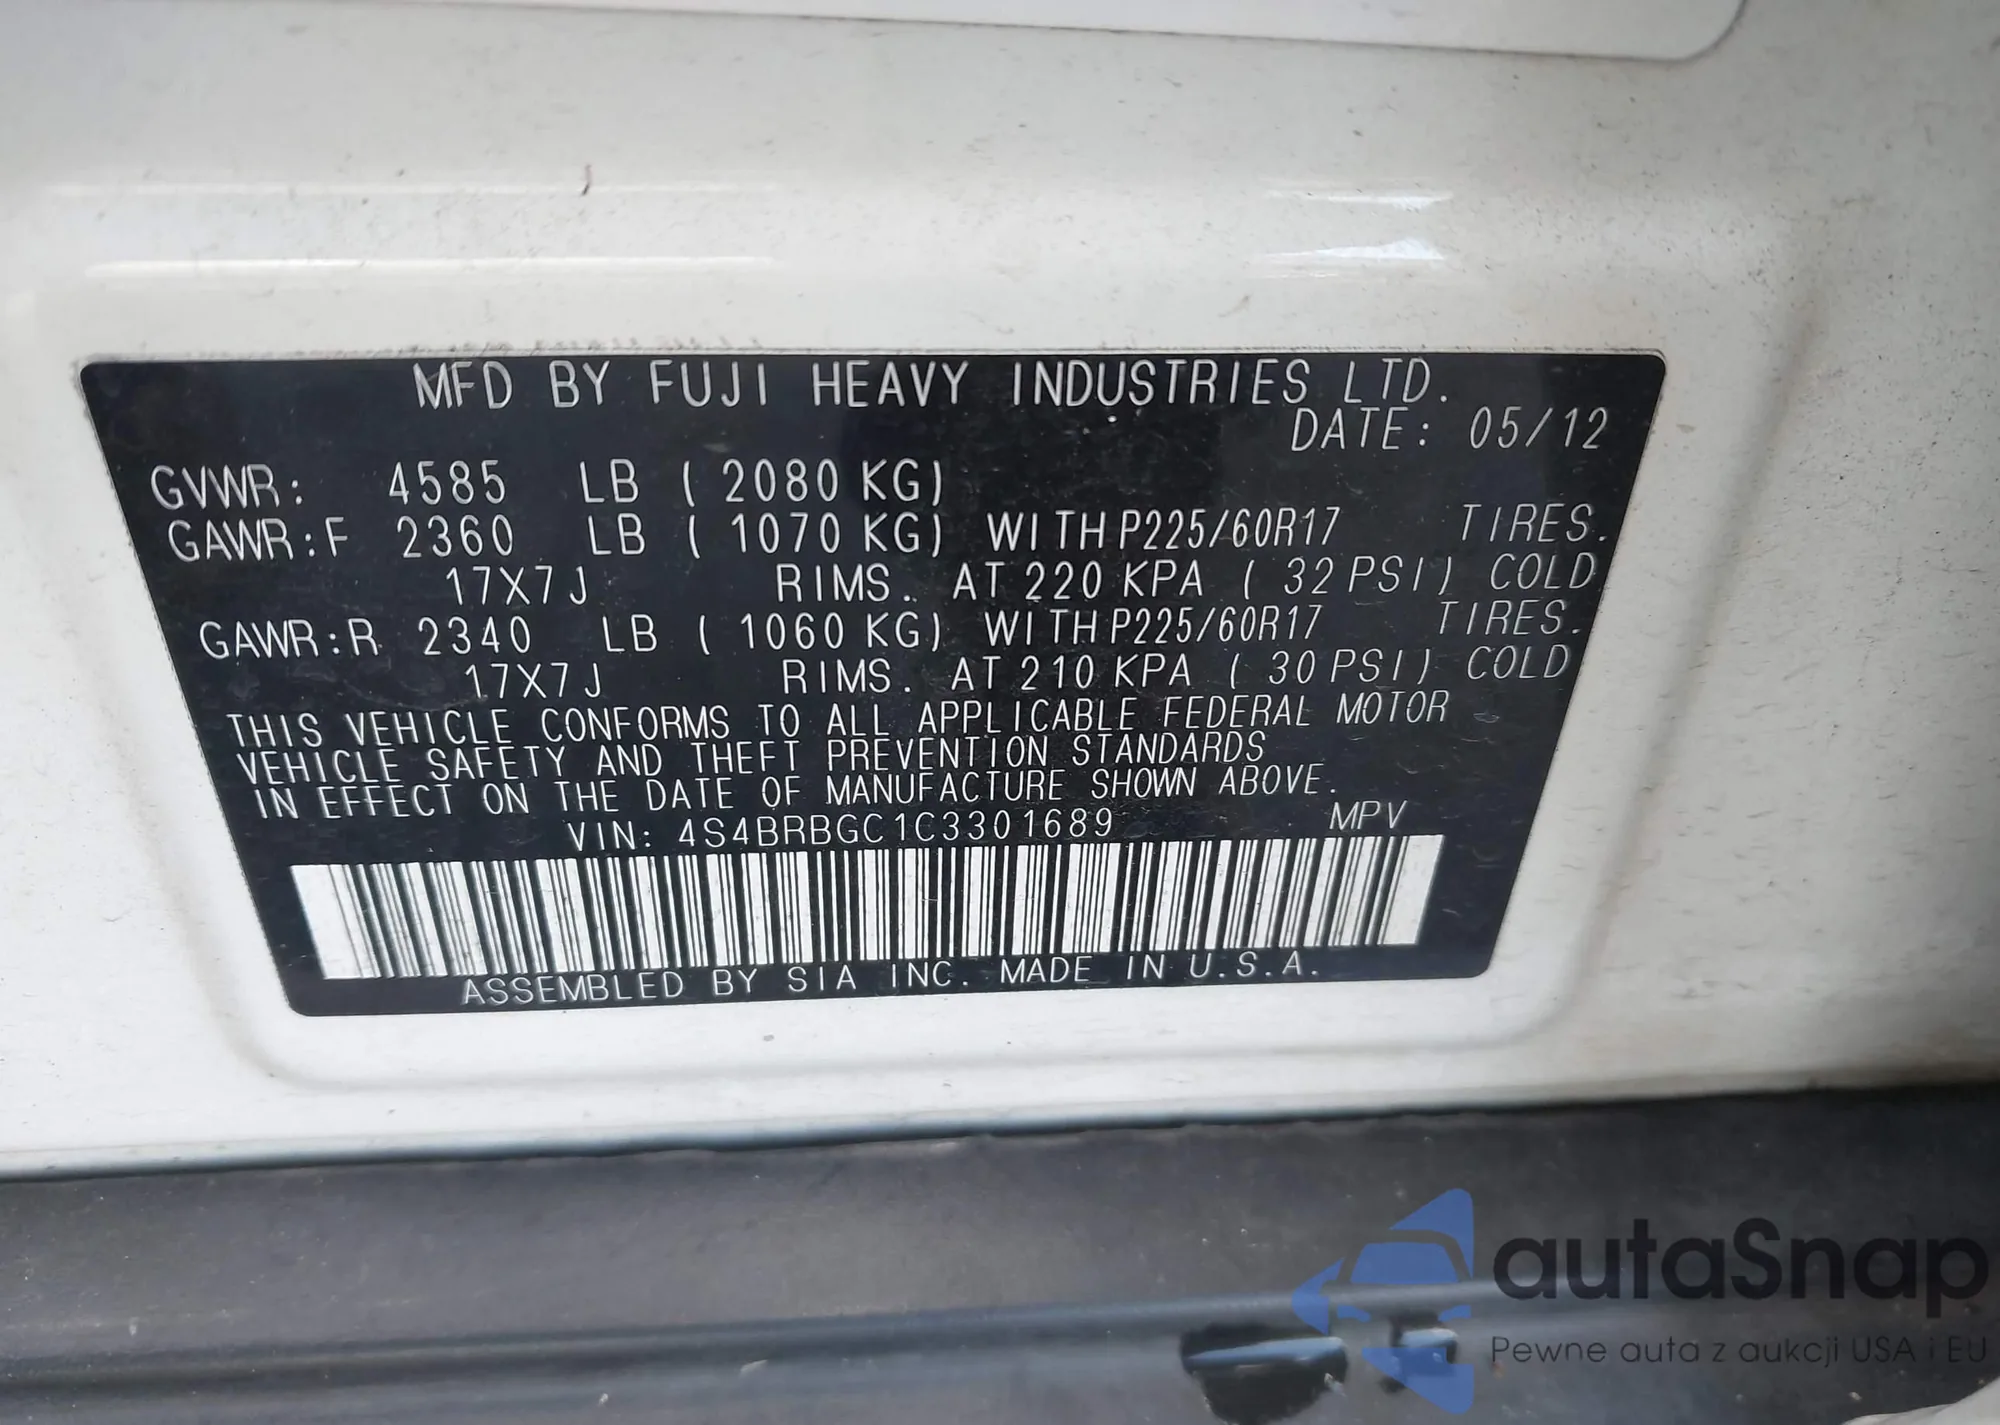 MFD BY FUJI HEAVY INDUSTRIES LTD.
DATE: 05/12
GVWR: 4585 LB ( 2080 KG)
GAWR:F 2360 LB ( 1070 KG) WITH P225/60R17 TIRES.
17X7J RIMS. AT 220 KPA ( 32 PSI) COLD
GAWR:R 2340 LB ( 1060 KG) WITH P225/60R17 TIRES.
17X7J RIMS. AT 210 KPA ( 30 PSI) COLD
THIS VEHICLE CONFORMS TO ALL APPLICABLE FEDERAL MOTOR
VEHICLE SAFETY AND THEFT PREVENTION STANDARDS
IN EFFECT ON THE DATE OF MANUFACTURE SHOWN ABOVE.
VIN: 4S4BRBGC1C3301689 MPV
ASSEMBLED BY SIA INC. MADE IN U.S.A.
autaSnap
Pewne auta z aukcji USA i EU